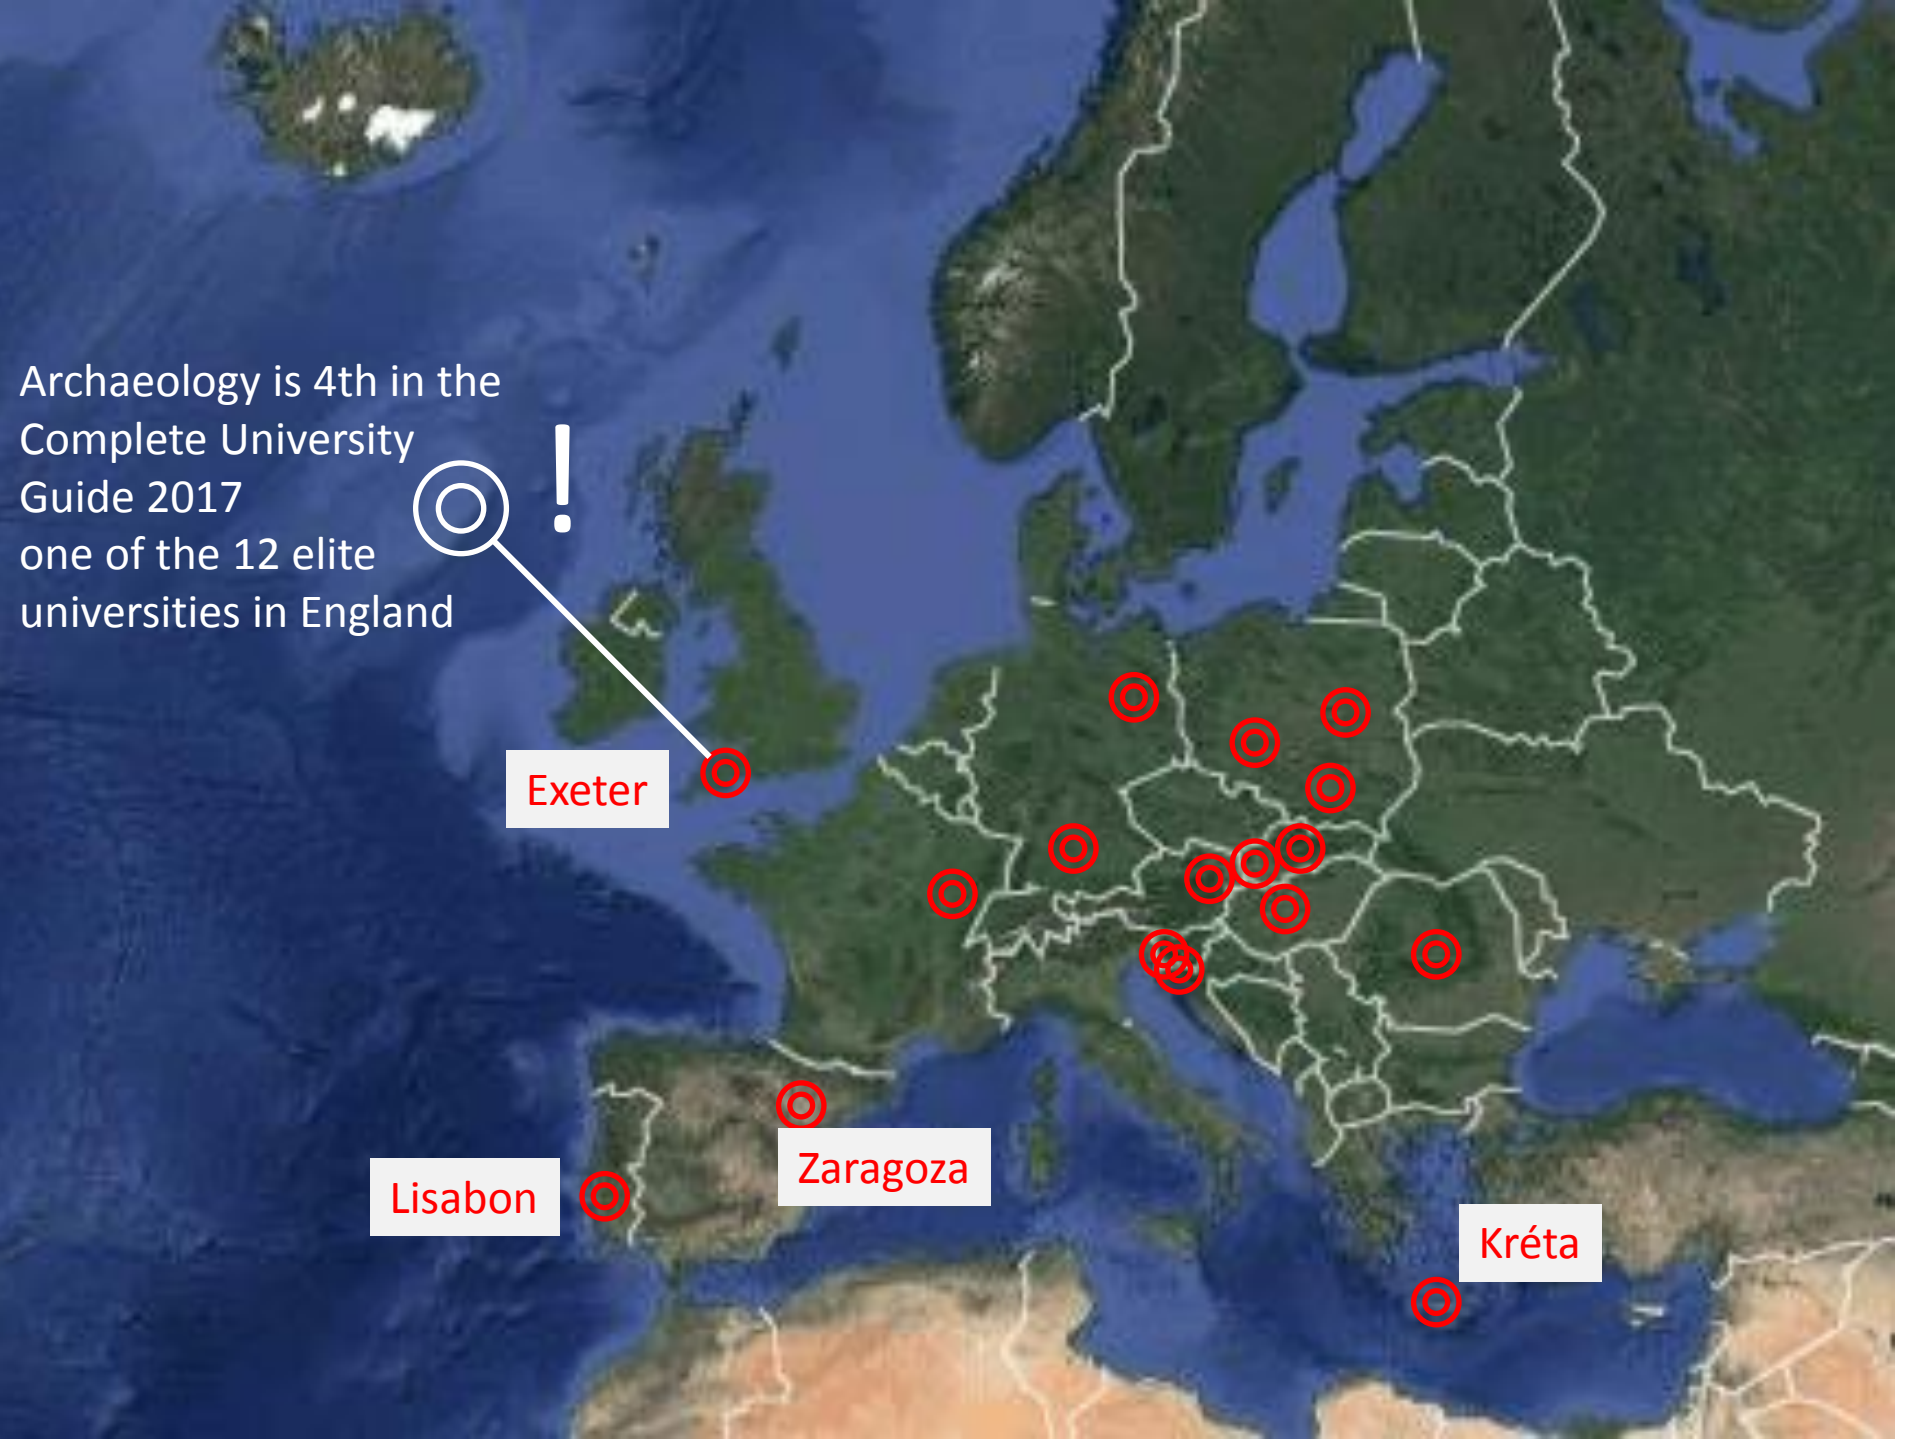 Archaeology is 4th in the
Complete University
Guide 2017
one of the 12 elite
universities in England
!
Exeter
Zaragoza
Lisabon
Kréta